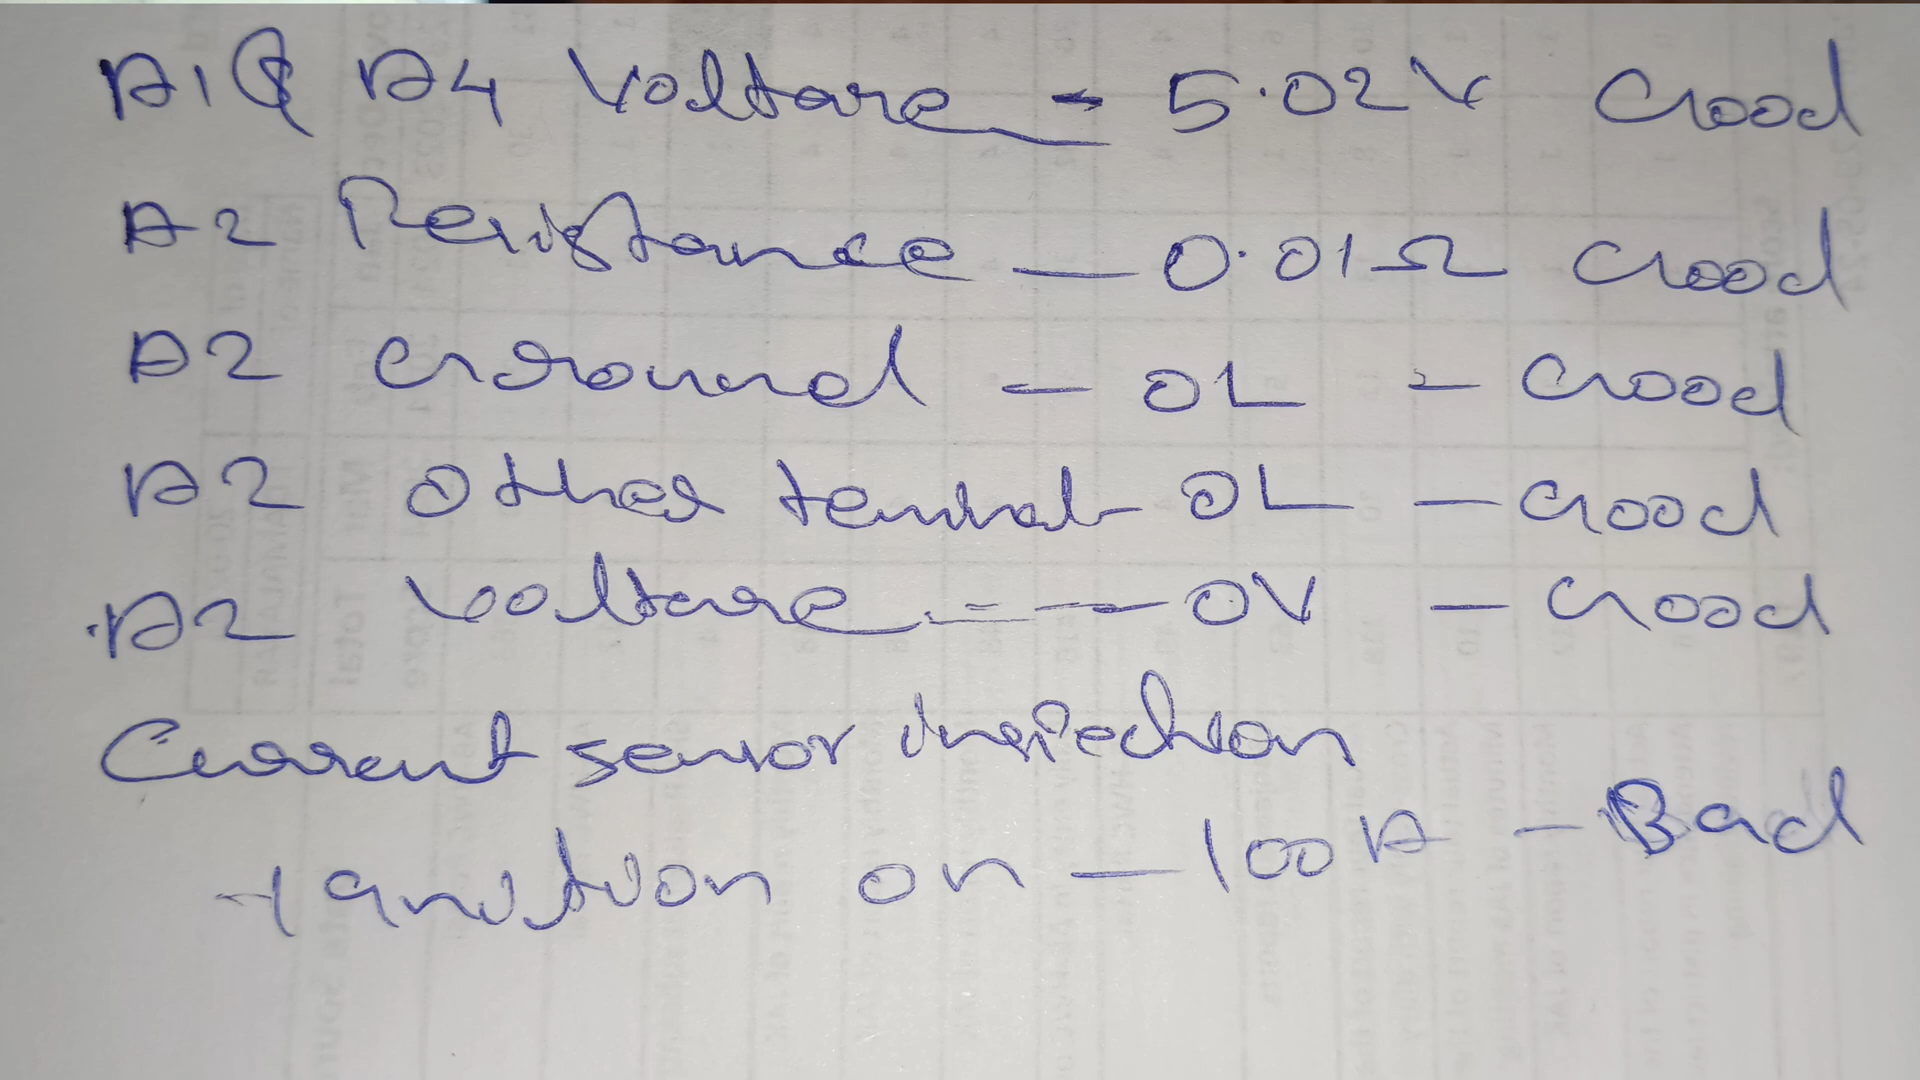 A1 & A4 Voltage - 5.02V Good
A2 Resistance - 0.01Ω Good
A2 Ground - OL - Good
A2 Other terminal - OL - Good
A2 Voltage - OV - Good
Current sensor inspection
Ignition on - 100A - Bad